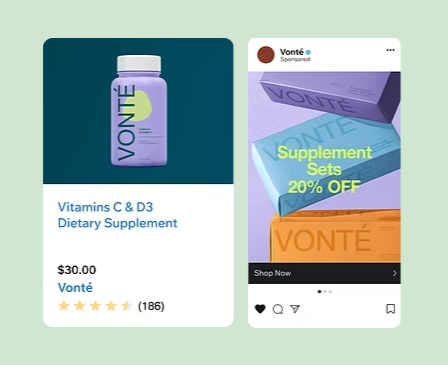 VONTÉ
Vitamins C & D3
Dietary Supplement
$30.00
Vonté
(186)
Vonté
Sponsored
VONTÉ
VONTÉ
Supplement
Sets
20% OFF
VONTÉ
Shop Now